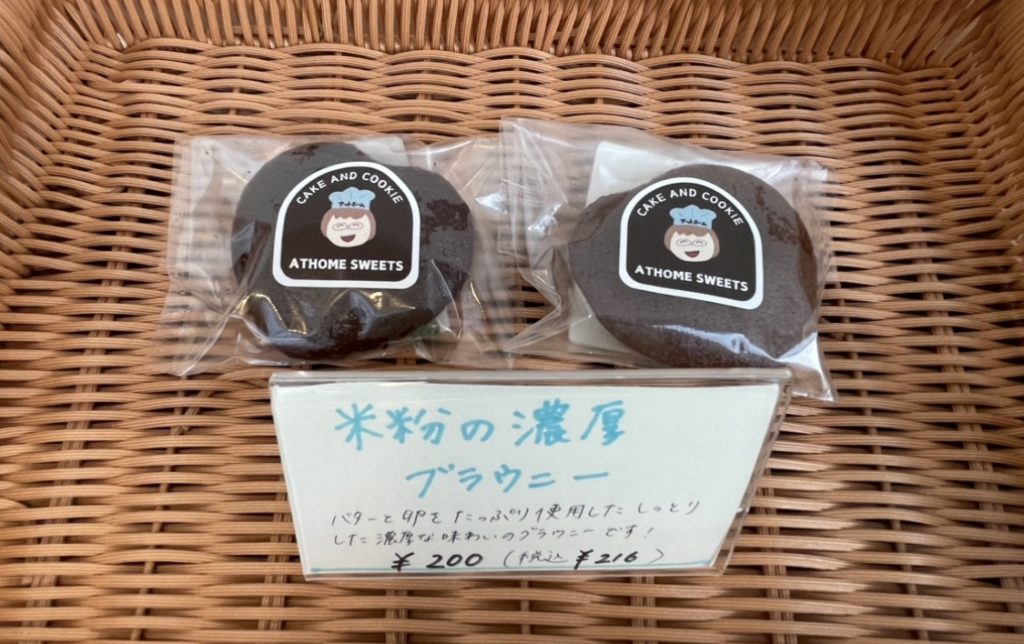 CAKE AND COOKIE
アットホーム
ATHOME SWEETS
CAKE AND COOKIE
アットホーム
ATHOME SWEETS
米粉の濃厚
ブラウニー
バターと卵をたっぷり使用したしっとり
した濃厚な味わいのブラウニーです!
¥200(税込¥216)